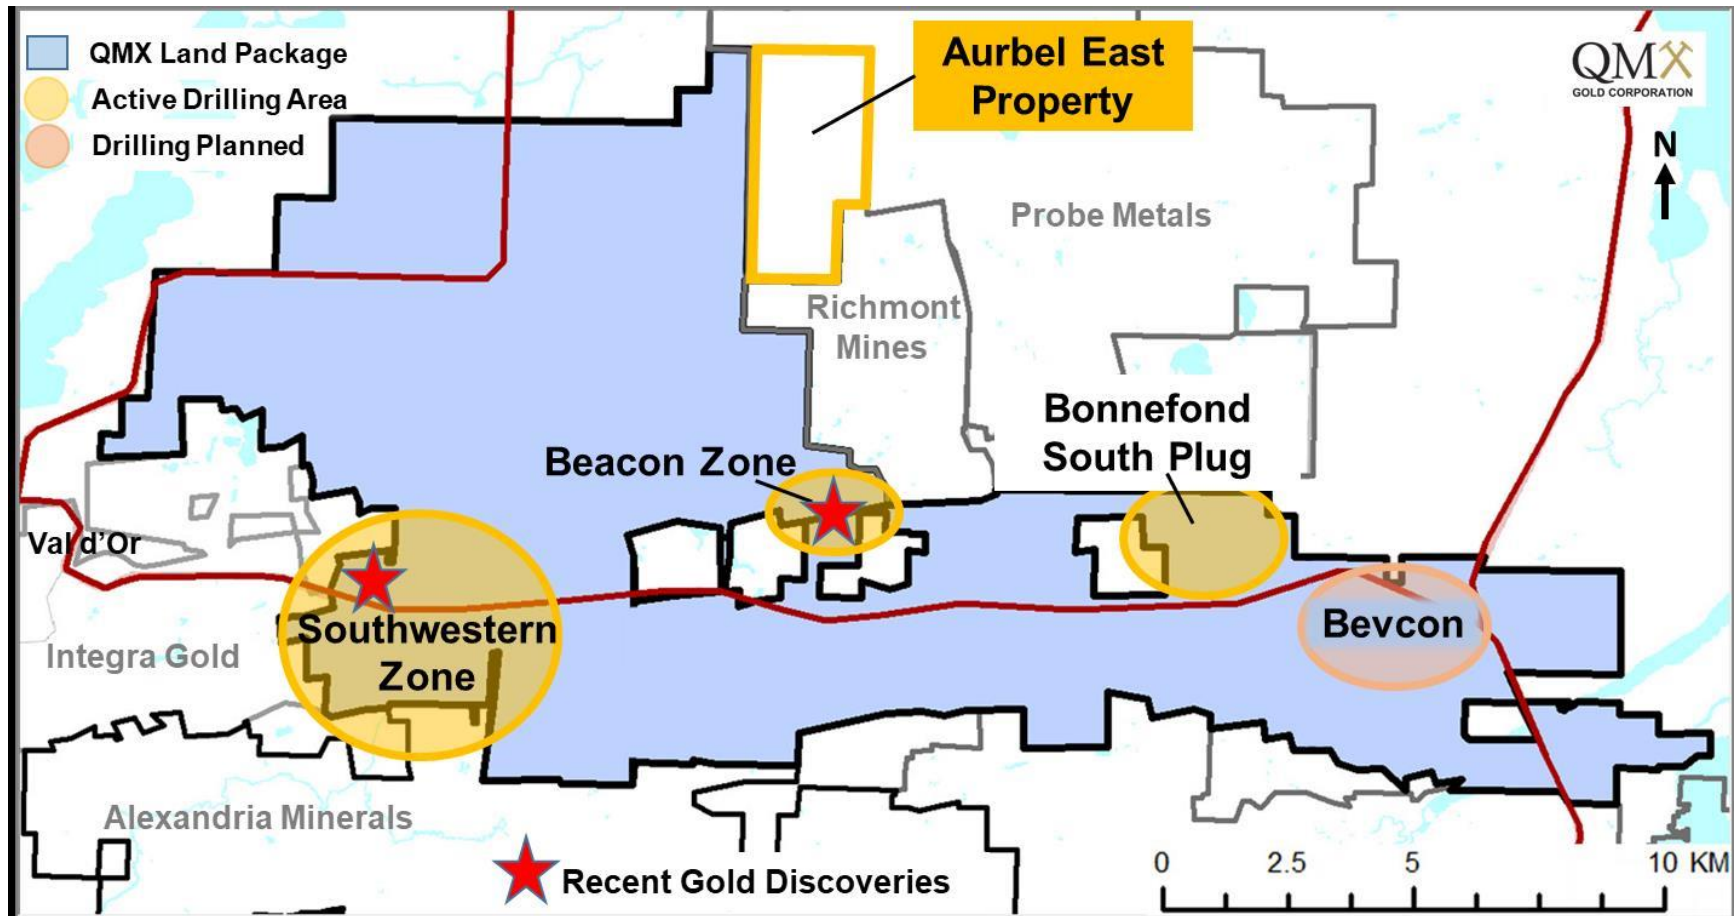 QMX Land Package
Active Drilling Area
Drilling Planned
Aurbel East
Property
QMX
GOLD CORPORATION
N
Probe Metals
Richmont
Mines
Bonnefond
South Plug
Beacon Zone
Val d'Or
Bevcon
Southwestern
Zone
Integra Gold
Alexandria Minerals
Recent Gold Discoveries
0 2.5 5 10 KM